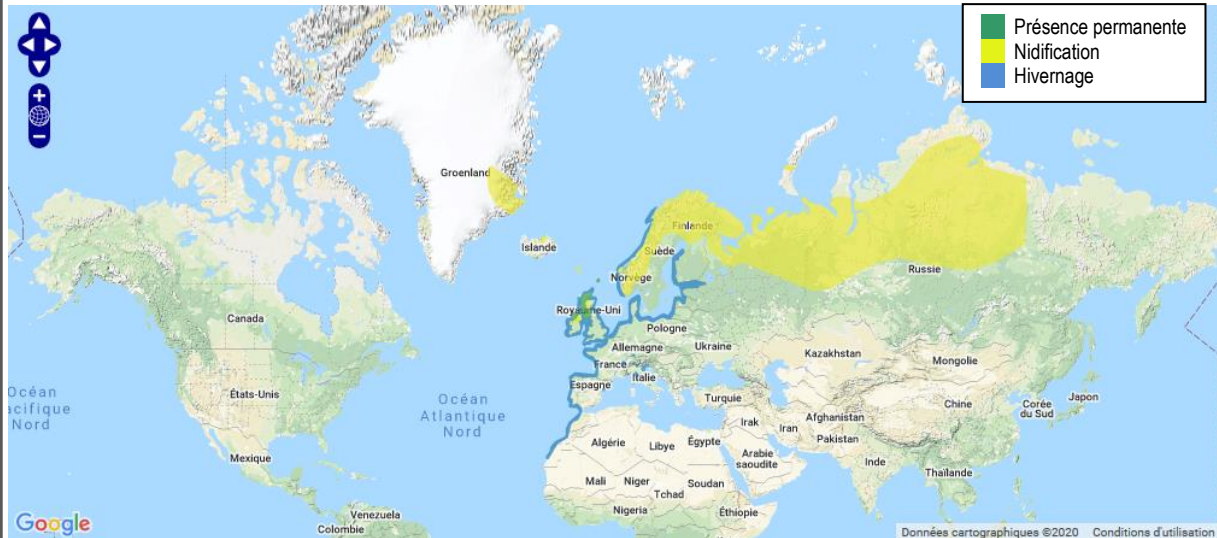 Présence permanente
Nidification
Hivernage
Groenland
Islande
Finlande
Suède
Norvège
Russie
Royaume-Uni
Canada
Pologne
Allemagne
Ukraine
Kazakhstan
Mongolie
France
Italie
Espagne
Turquie
États-Unis
Océan
Pacifique
Nord
Océan
Atlantique
Nord
Chine
Corée
du Sud
Japon
Afghanistan
Irak
Iran
Pakistan
Algérie
Libye
Égypte
Arabie
saoudite
Mexique
Inde
Thaïlande
Mali
Niger
Tchad
Soudan
Nigeria
Éthiopie
Venezuela
Colombie
Google
Données cartographiques ©2020 Conditions d'utilisation